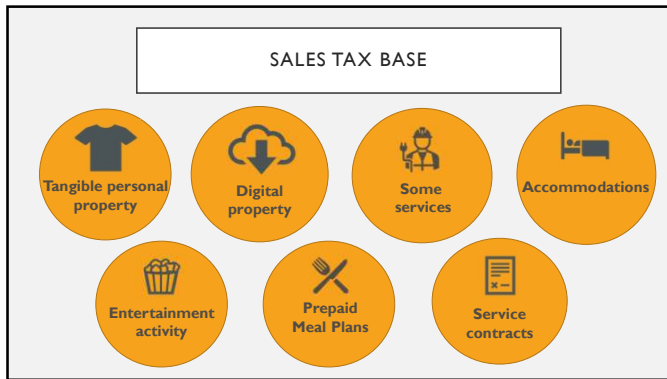 SALES TAX BASE
Tangible personal
property
Digital
property
Some
services
Accommodations
Entertainment
activity
Prepaid
Meal Plans
Service
contracts